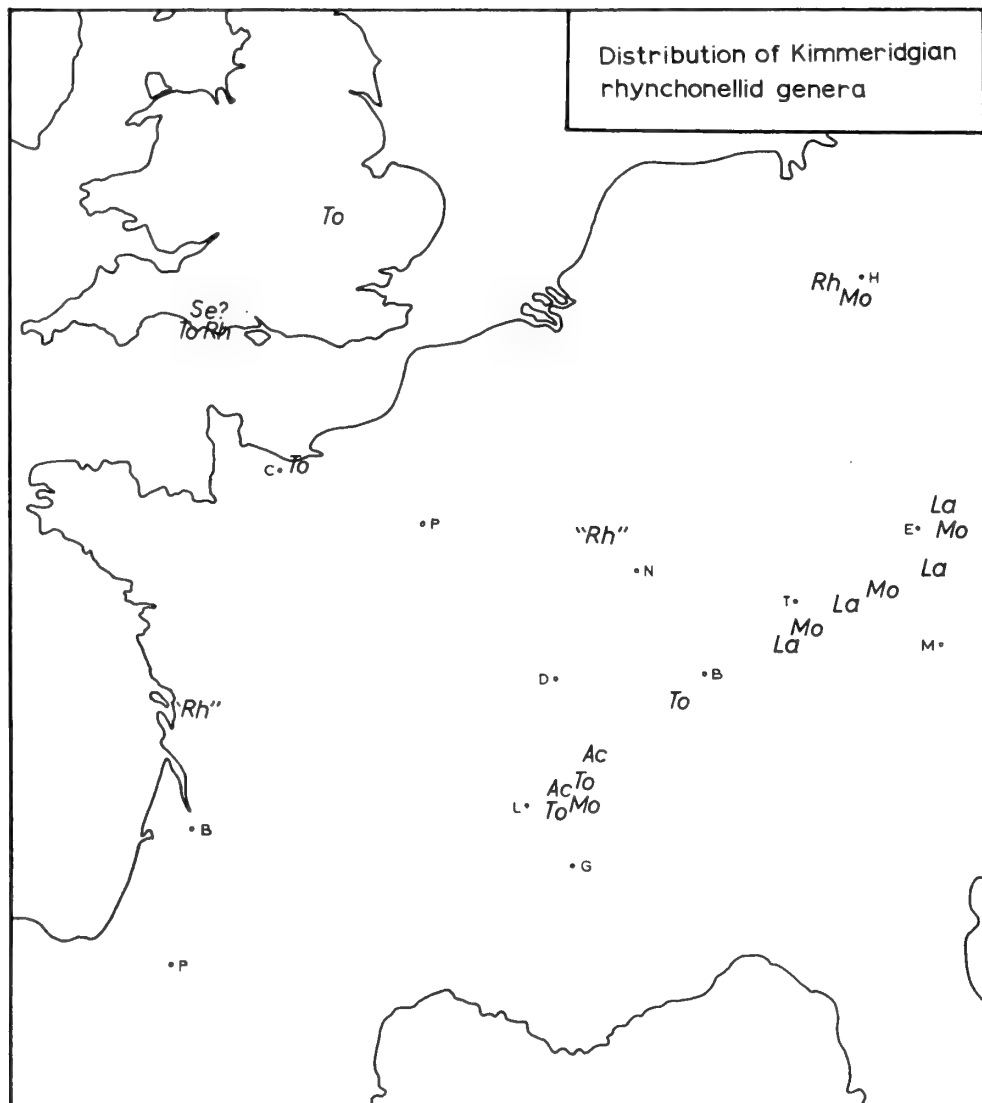 Distribution of Kimmeridgian
rhynchonellid genera
To
Rh
H
Mo
Se?
To Rh
C
To
P
"Rh"
N
La
E
Mo
La
T
La
Mo
Mo
La
M
D
B
To
"Rh"
Ac
To
Ac
L
To
Mo
B
G
P